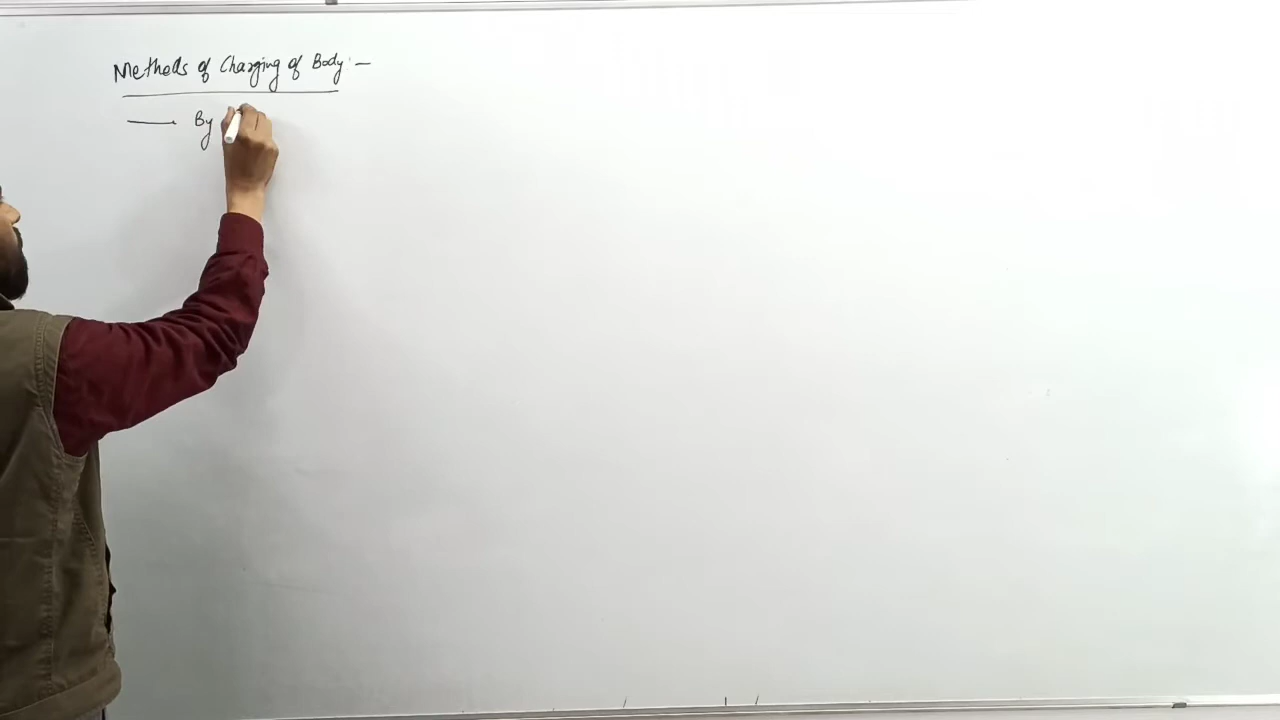 Methods of Charging of Body :-
— By